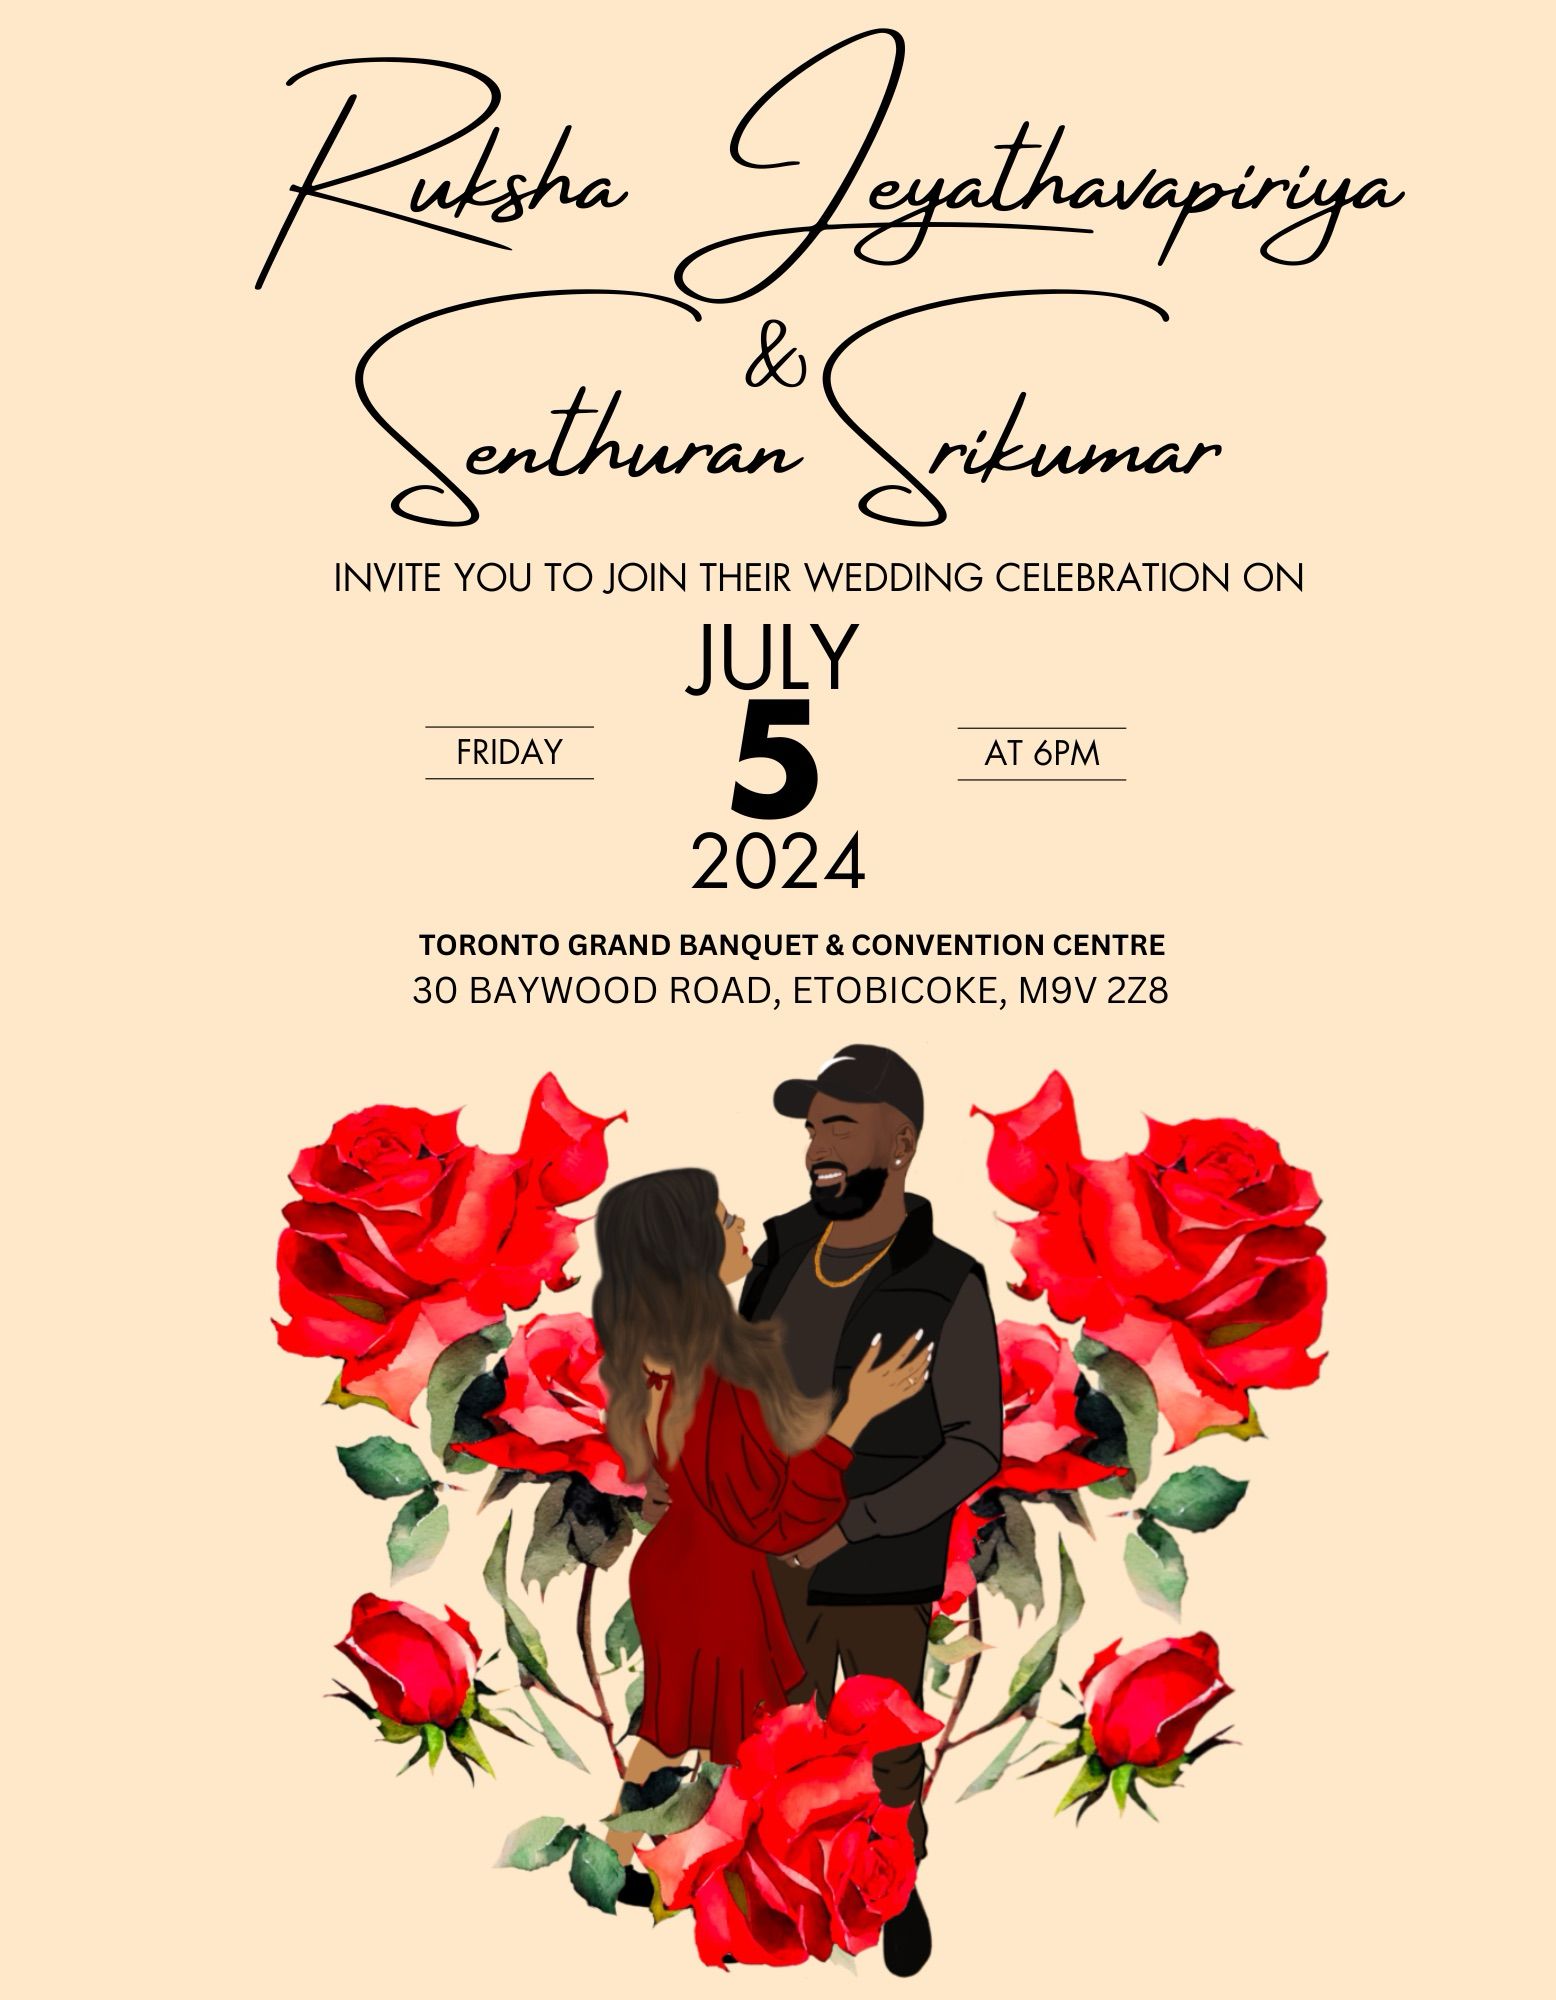 Ruksha Jeyathavapiriya
&
Senthuran Srikumar
INVITE YOU TO JOIN THEIR WEDDING CELEBRATION ON
JULY
FRIDAY 5 AT 6PM
2024
TORONTO GRAND BANQUET & CONVENTION CENTRE
30 BAYWOOD ROAD, ETOBICOKE, M9V 2Z8